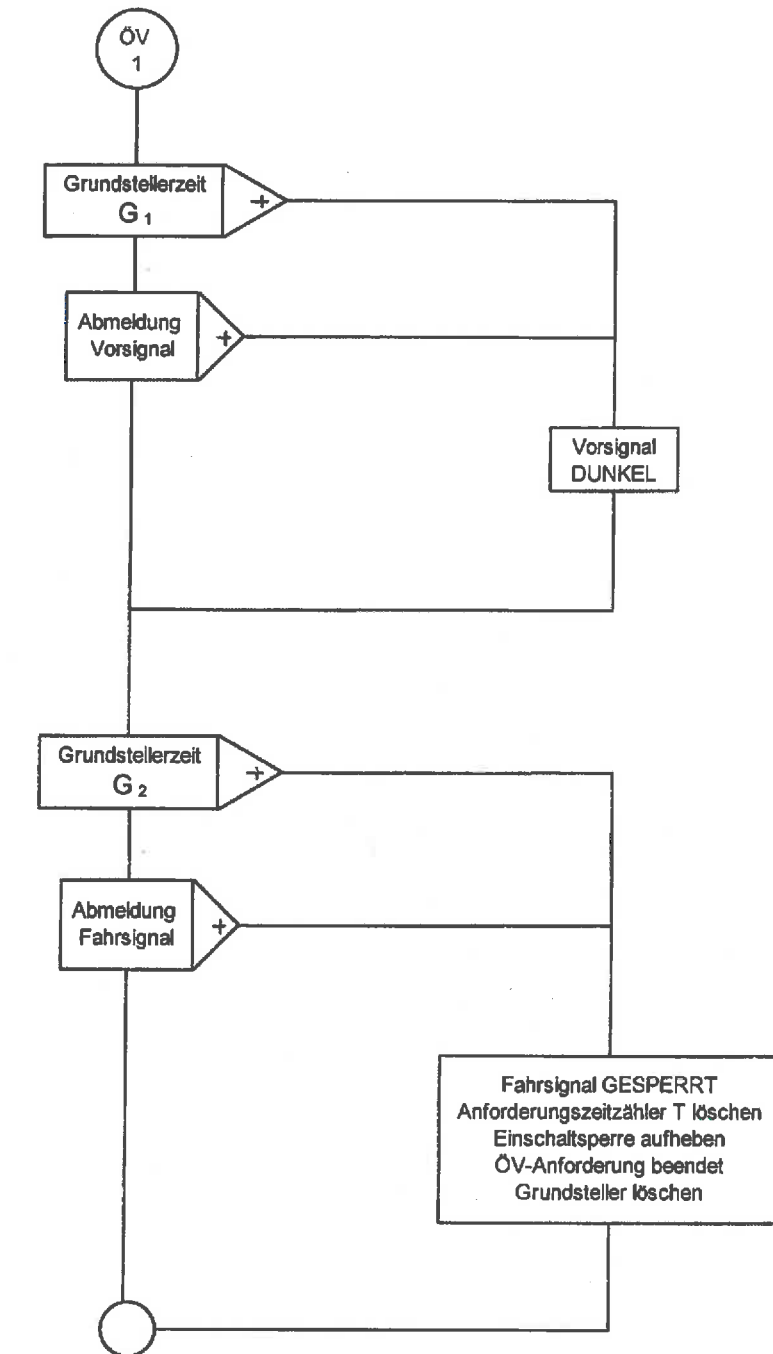 ÖV
1
Grundstellerzeit
G 1
+
Abmeldung
Vorsignal
+
Vorsignal
DUNKEL
Grundstellerzeit
G 2
+
Abmeldung
Fahrsignal
+
Fahrsignal GESPERRT
Anforderungszeitzähler T löschen
Einschaltsperre aufheben
ÖV-Anforderung beendet
Grundsteller löschen